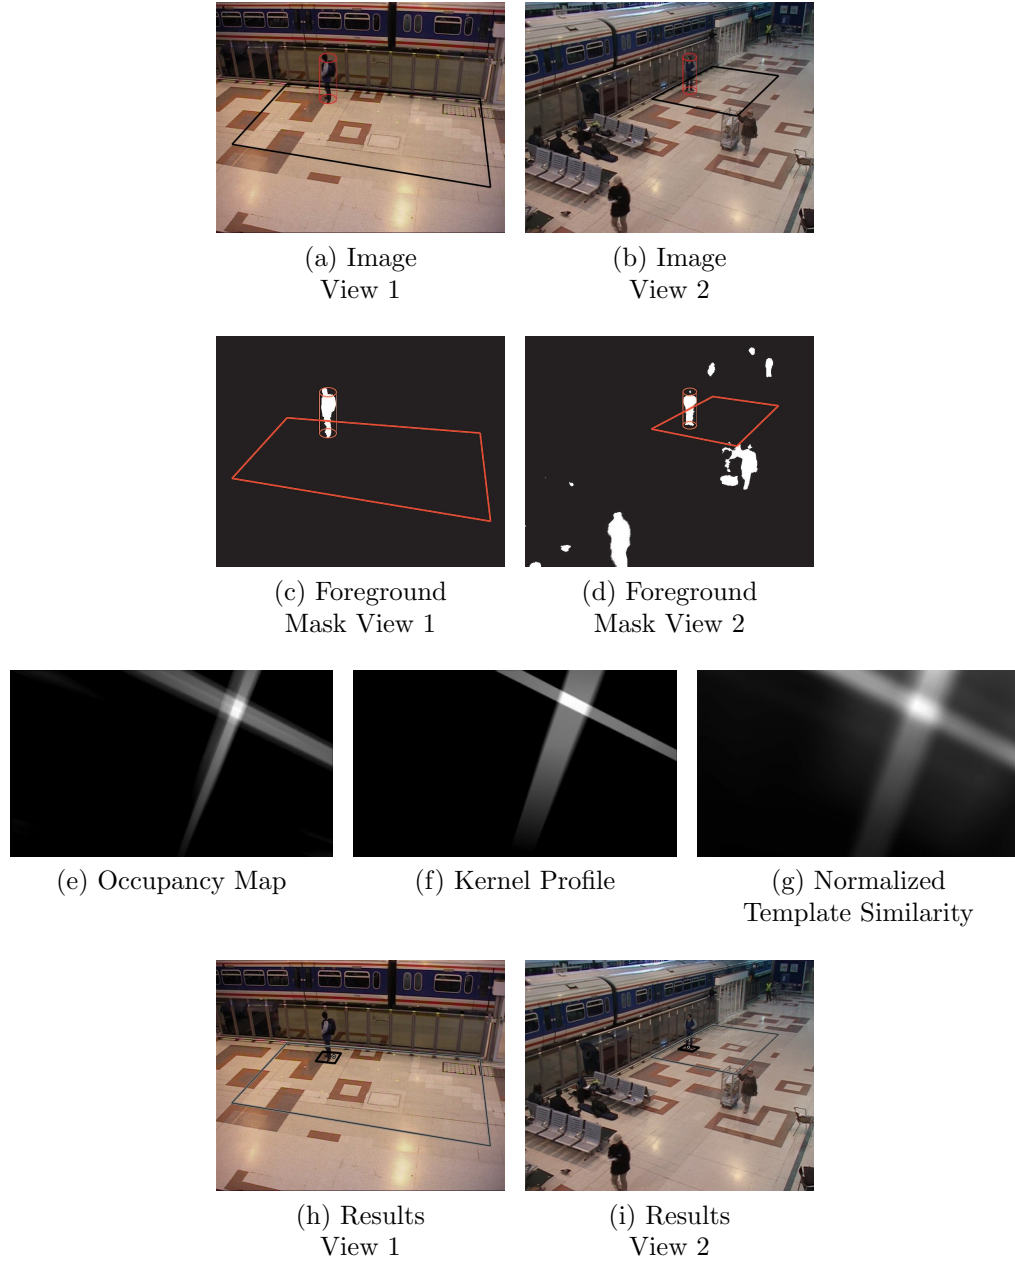 (a) Image
View 1
(b) Image
View 2
(c) Foreground
Mask View 1
(d) Foreground
Mask View 2
(e) Occupancy Map
(f) Kernel Profile
(g) Normalized
Template Similarity
(h) Results
View 1
(i) Results
View 2